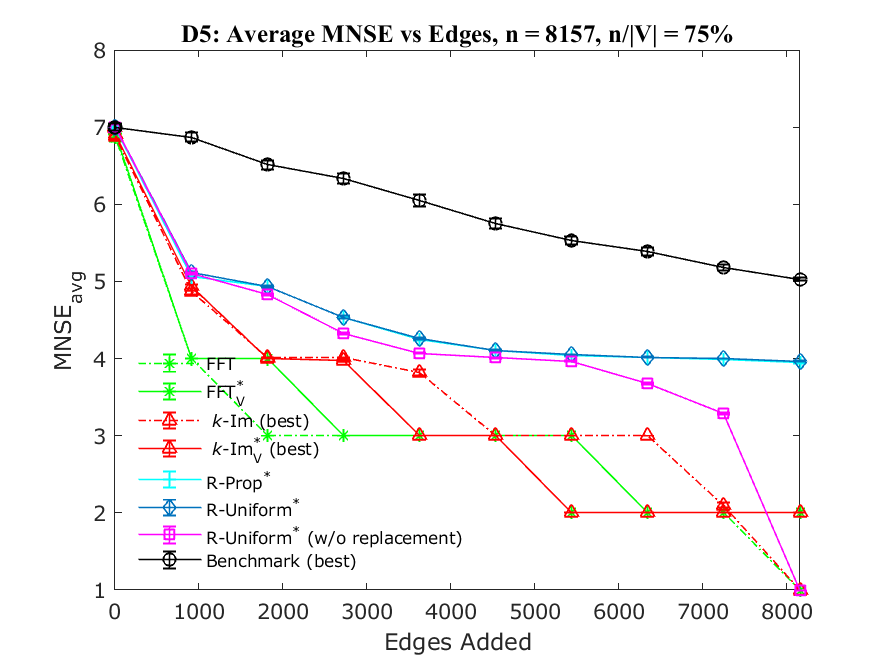 D5: Average MNSE vs Edges, n = 8157, n/|V| = 75%
8
7
6
5
4
3
2
1
MNSE_avg
FFT
FFT*_V
k-Im (best)
k-Im*_V (best)
R-Prop*
R-Uniform*
R-Uniform* (w/o replacement)
Benchmark (best)
0 1000 2000 3000 4000 5000 6000 7000 8000
Edges Added